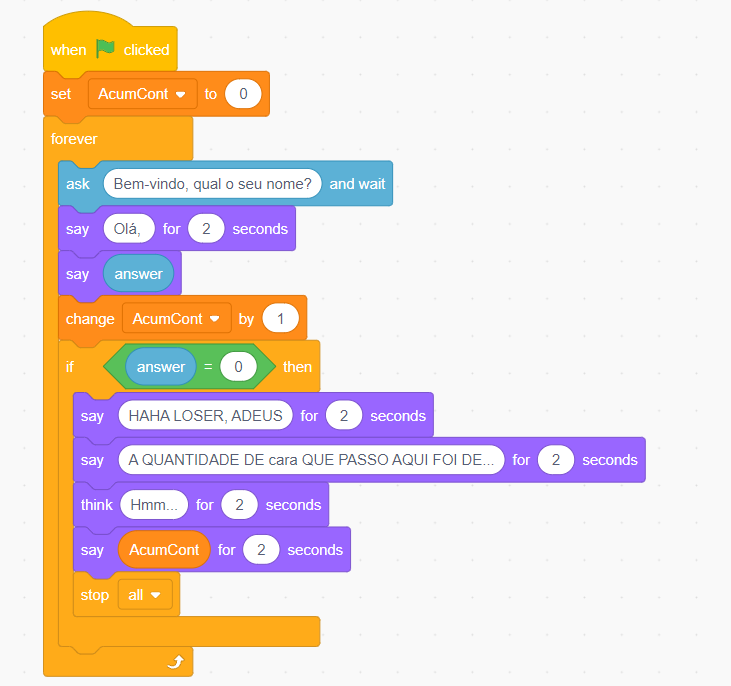 when clicked
set AcumCont to 0
forever
ask Bem-vindo, qual o seu nome? and wait
say Olá, for 2 seconds
say answer
change AcumCont by 1
if answer = 0 then
say HAHA LOSER, ADEUS for 2 seconds
say A QUANTIDADE DE cara QUE PASSO AQUI FOI DE... for 2 seconds
think Hmm... for 2 seconds
say AcumCont for 2 seconds
stop all